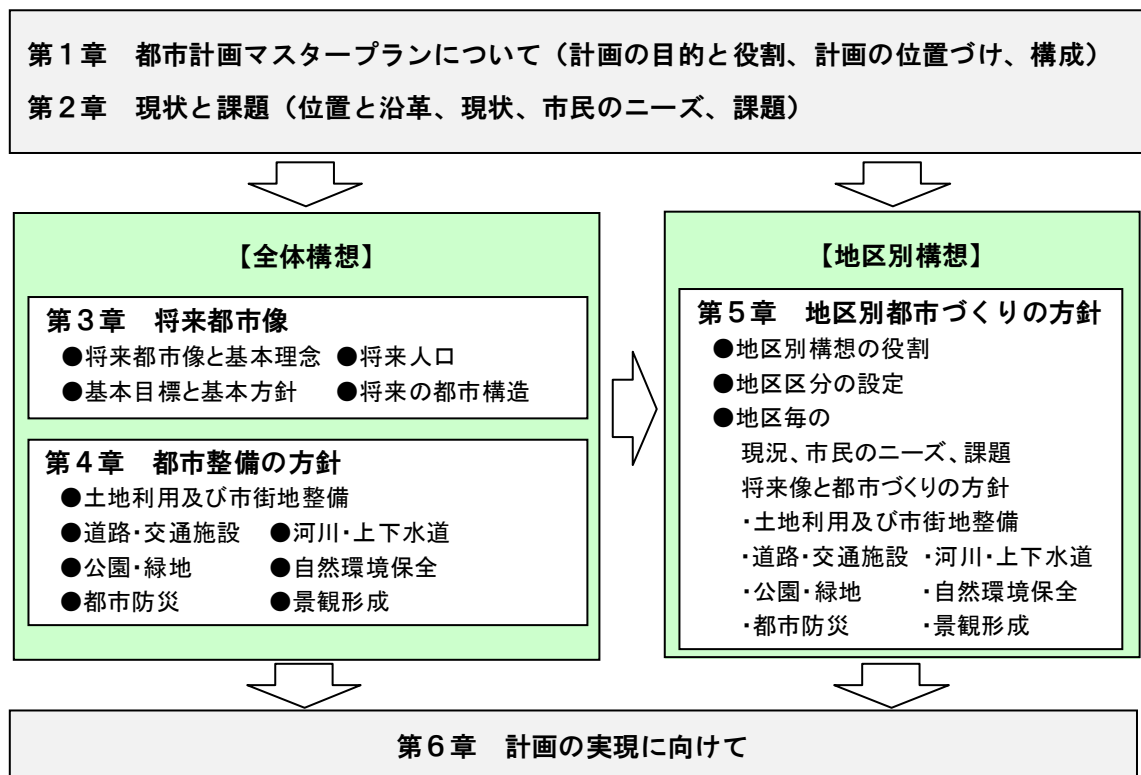 第１章　都市計画マスタープランについて（計画の目的と役割、計画の位置づけ、構成）
第２章　現状と課題（位置と沿革、現状、市民のニーズ、課題）
【全体構想】
第３章　将来都市像
●将来都市像と基本理念 ●将来人口
●基本目標と基本方針 ●将来の都市構造
第４章　都市整備の方針
●土地利用及び市街地整備
●道路・交通施設 ●河川・上下水道
●公園・緑地 ●自然環境保全
●都市防災 ●景観形成
【地区別構想】
第５章　地区別都市づくりの方針
●地区別構想の役割
●地区区分の設定
●地区毎の
現況、市民のニーズ、課題
将来像と都市づくりの方針
・土地利用及び市街地整備
・道路・交通施設 ・河川・上下水道
・公園・緑地 ・自然環境保全
・都市防災 ・景観形成
第６章　計画の実現に向けて